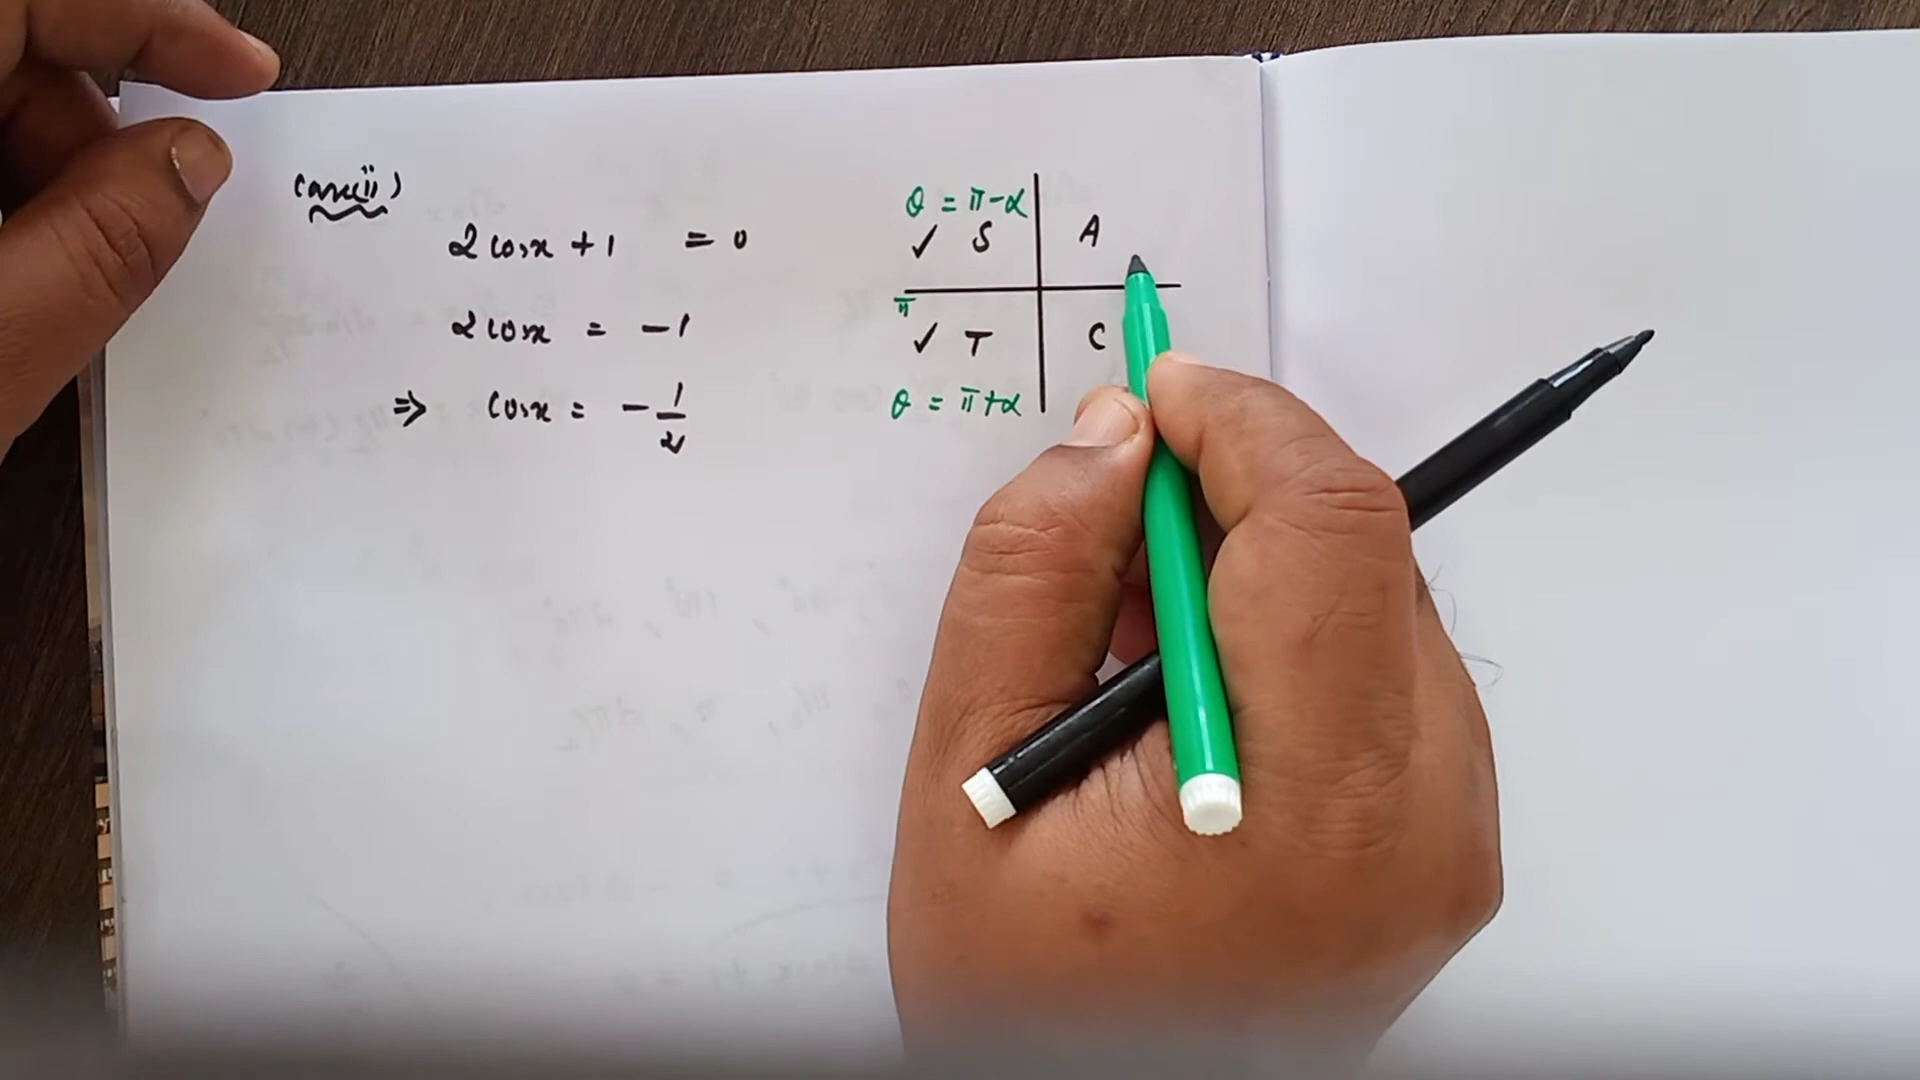 Case(ii)
2cosx + 1 = 0
2cosx = -1
⇒ cosx = -1/2
θ = π-α
✓ S A
π
✓ T C
θ = π+α